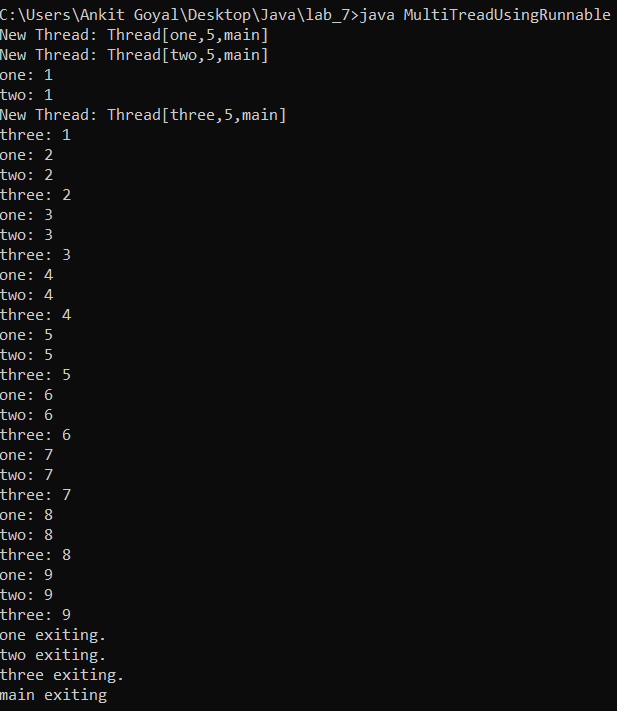 C:\Users\Ankit Goyal\Desktop\Java\lab_7>java MultiTreadUsingRunnable
New Thread: Thread[one,5,main]
New Thread: Thread[two,5,main]
one: 1
two: 1
New Thread: Thread[three,5,main]
three: 1
one: 2
two: 2
three: 2
one: 3
two: 3
three: 3
one: 4
two: 4
three: 4
one: 5
two: 5
three: 5
one: 6
two: 6
three: 6
one: 7
two: 7
three: 7
one: 8
two: 8
three: 8
one: 9
two: 9
three: 9
one exiting.
two exiting.
three exiting.
main exiting